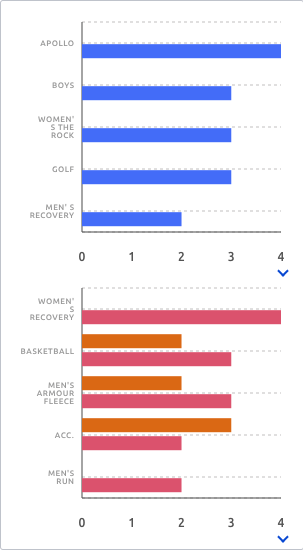 APOLLO
BOYS
WOMEN'
S THE
ROCK
GOLF
MEN' S
RECOVERY
0 1 2 3 4
WOMEN'
S
RECOVERY
BASKETBALL
MEN'S
ARMOUR
FLEECE
ACC.
MEN'S
RUN
0 1 2 3 4